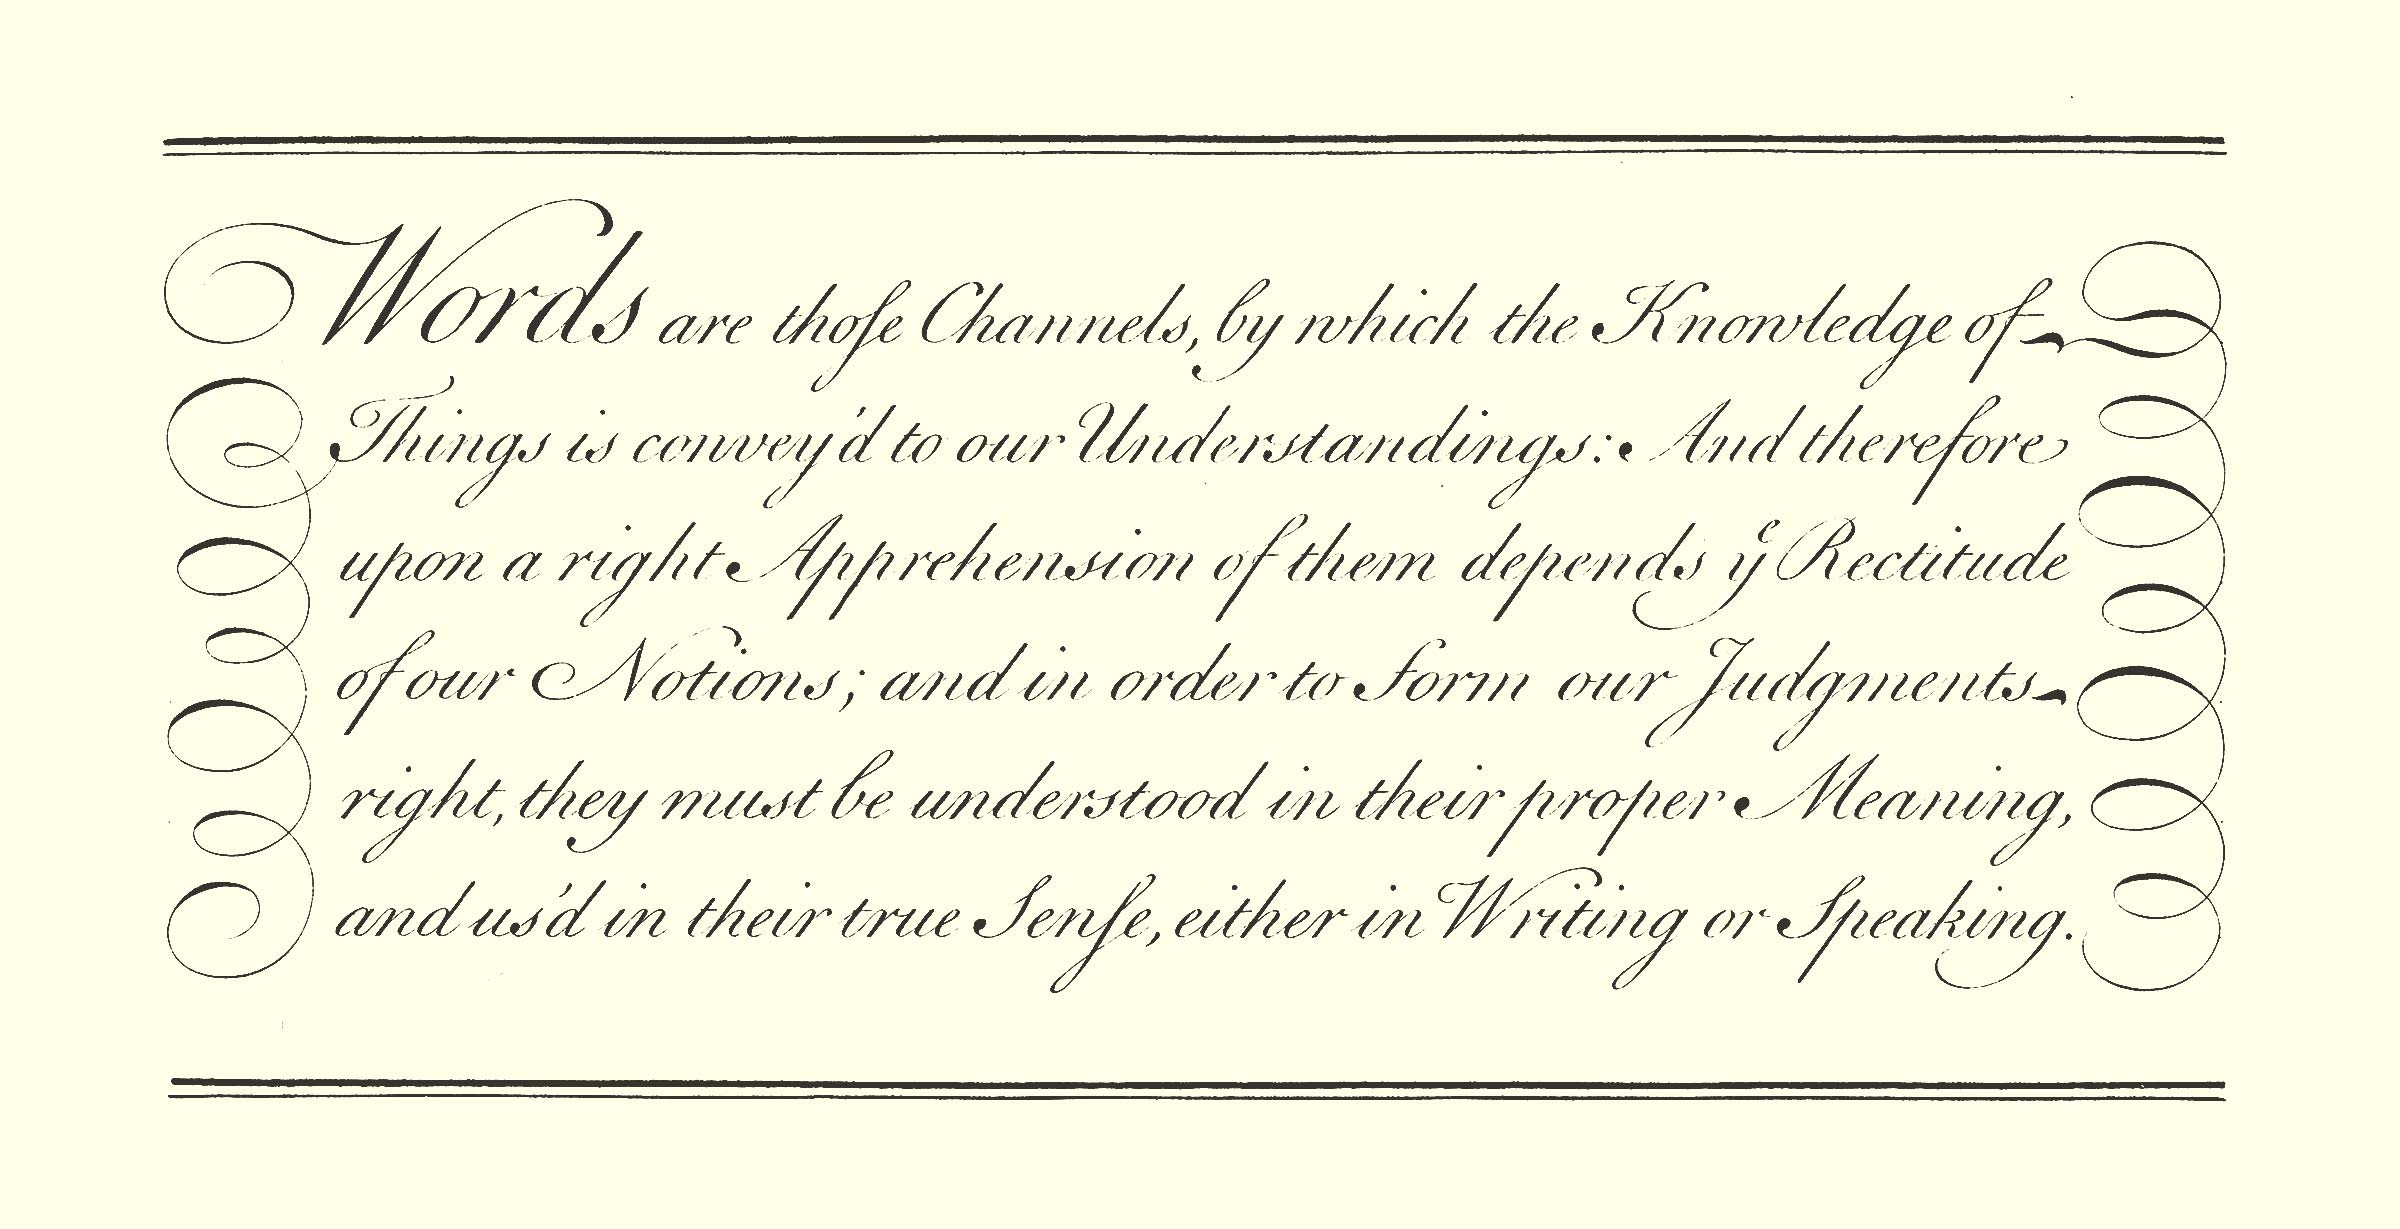 Words are thoſe Channels, by which the Knowledge of
Things is convey'd to our Understandings: And therefore
upon a right Apprehension of them depends yͤ Rectitude
of our Notions; and in order to form our Judgments
right, they must be understood in their proper Meaning,
and us'd in their true Senſe, either in Writing or Speaking.